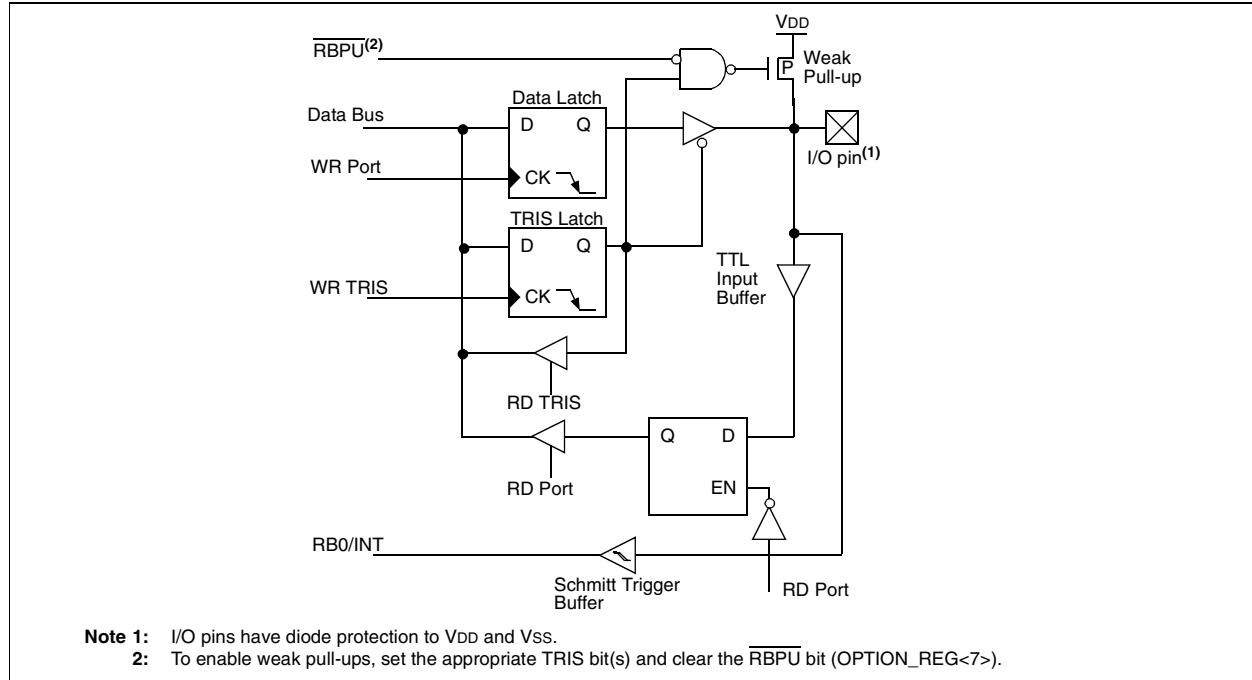 VDD
RBPU(2)
P
Weak
Pull-up
Data Latch
Data Bus
D
Q
I/O pin(1)
WR Port
CK
TRIS Latch
D
Q
TTL
Input
Buffer
WR TRIS
CK
RD TRIS
Q
D
RD Port
EN
RB0/INT
Schmitt Trigger
Buffer
RD Port
Note 1: I/O pins have diode protection to VDD and VSS.
2: To enable weak pull-ups, set the appropriate TRIS bit(s) and clear the RBPU bit (OPTION_REG<7>).